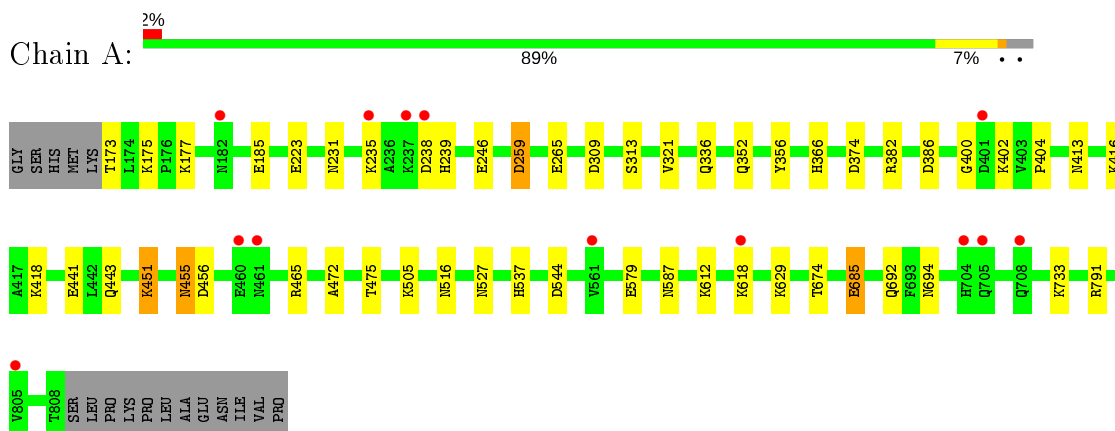 2%
Chain A:
89% 7% • •
GLY SER HIS MET LYS T173 L174 K175 P176 K177 N182 E185 E223 N231 K235 A236 K237 D238 H239 E246 D259 E265 D309 S313 V321 Q336 Q352 Y356 H366 D374 R382 D386 G400 D401 K402 V403 P404 N413 K416
A417 K418 E441 L442 Q443 K451 N455 D456 E460 N461 R465 A472 T475 K505 N516 N527 H537 D544 V561 E579 N587 K612 K618 K629 T674 E685 Q692 F693 N694 H704 Q705 Q708 K733 R791
V805 T808 SER LEU PRO LYS PRO LEU ALA GLU ASN ILE VAL PRO